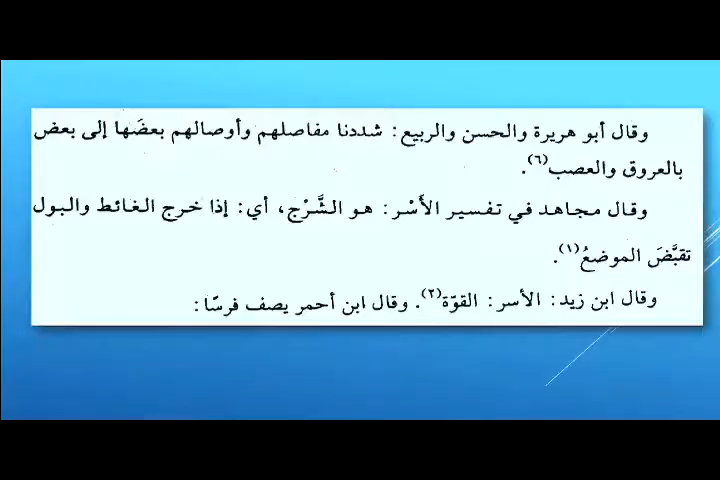 وقال أبو هريرة والحسن والربيع: شددنا مفاصلهم وأوصالهم بعضَها إلى بعض
بالعروق والعصب(٦).
وقال مجاهد في تفسير الأَسْر: هو الشَّرْج، أي: إذا خرج الغائط والبول
تقبَّضَ الموضعُ(١).
وقال ابن زيد: الأسر: القوّة(٢). وقال ابن أحمر يصف فرسًا: